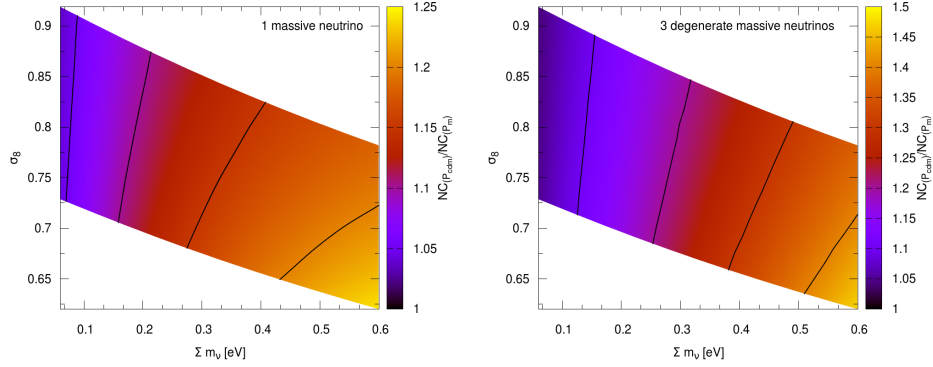 1 massive neutrino
0.9
0.85
0.8
0.75
0.7
0.65
σ8
0.1 0.2 0.3 0.4 0.5 0.6
Σ mν [eV]
1.25
1.2
1.15
1.1
1.05
1
NC(Pcdm)/NC(Pm)
3 degenerate massive neutrinos
0.9
0.85
0.8
0.75
0.7
0.65
σ8
0.1 0.2 0.3 0.4 0.5 0.6
Σ mν [eV]
1.5
1.45
1.4
1.35
1.3
1.25
1.2
1.15
1.1
1.05
1
NC(Pcdm)/NC(Pm)